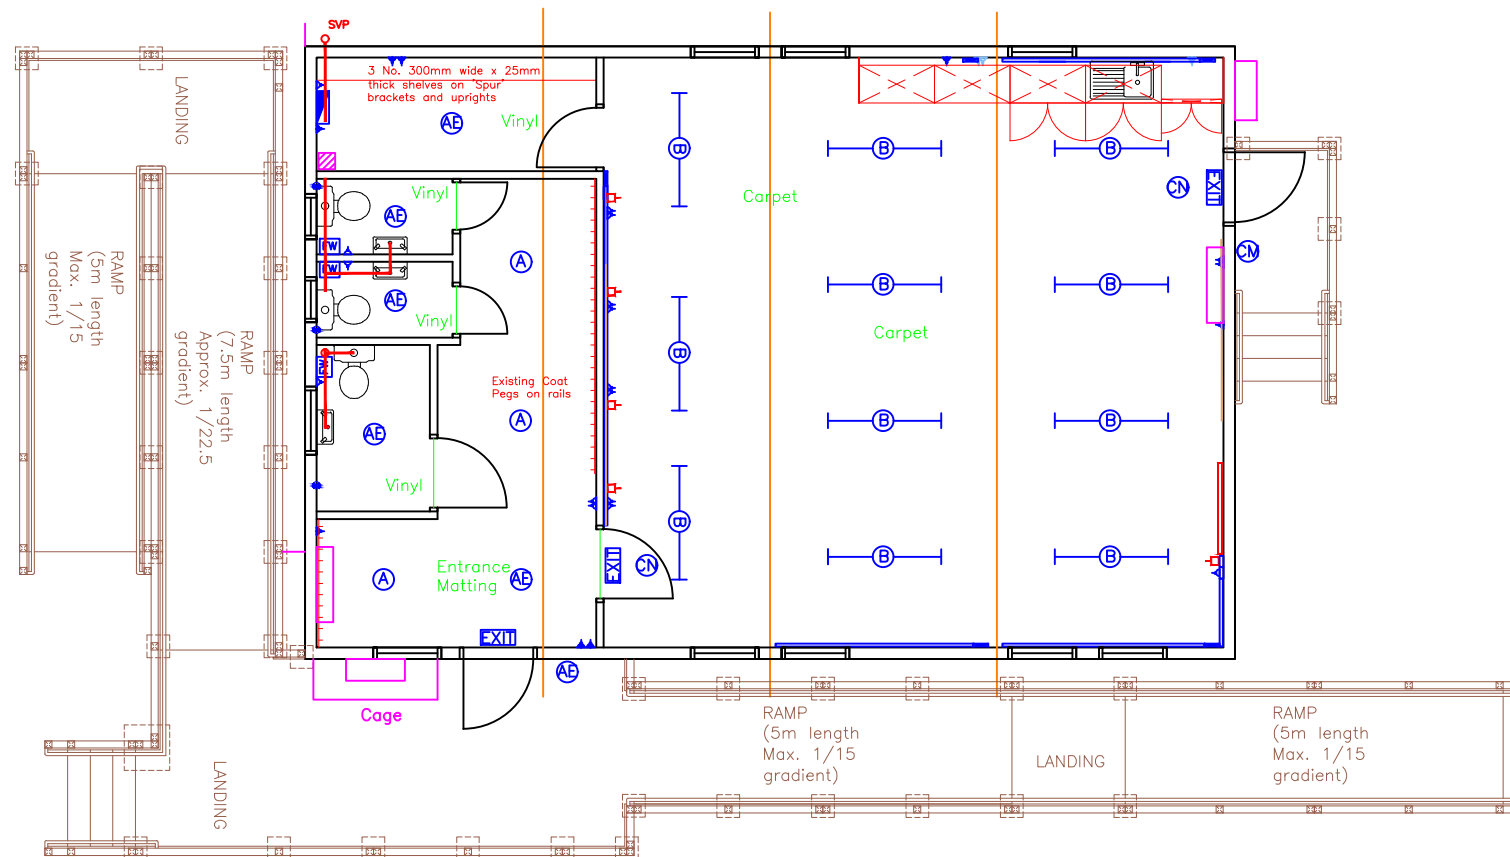 SVP
3 No. 300mm wide x 25mm
thick shelves on 'Spur'
brackets and uprights
AE
Vinyl
LANDING
B
B
B
Carpet
CN
EXIT
Vinyl
AE
FW
FW
A
CM
AE
Vinyl
B
B
RAMP
(5m length
Max. 1/15
gradient)
RAMP
(7.5m length
Approx. 1/22.5
gradient)
B
Carpet
FW
Existing Coat
Pegs on rails
AE
A
B
B
Vinyl
B
Entrance
Matting
A
AE
EXIT
CN
B
B
EXIT
AE
Cage
LANDING
RAMP
(5m length
Max. 1/15
gradient)
LANDING
RAMP
(5m length
Max. 1/15
gradient)